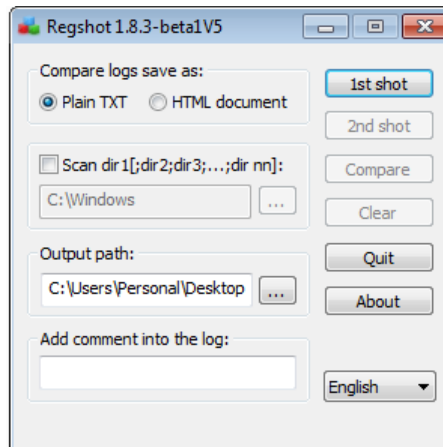 Regshot 1.8.3-beta1V5
Compare logs save as:
Plain TXT
HTML document
1st shot
2nd shot
Scan dir1[;dir2;dir3;...;dir nn]:
C:\Windows
...
Compare
Clear
Output path:
C:\Users\Personal\Desktop
...
Quit
About
Add comment into the log:
English